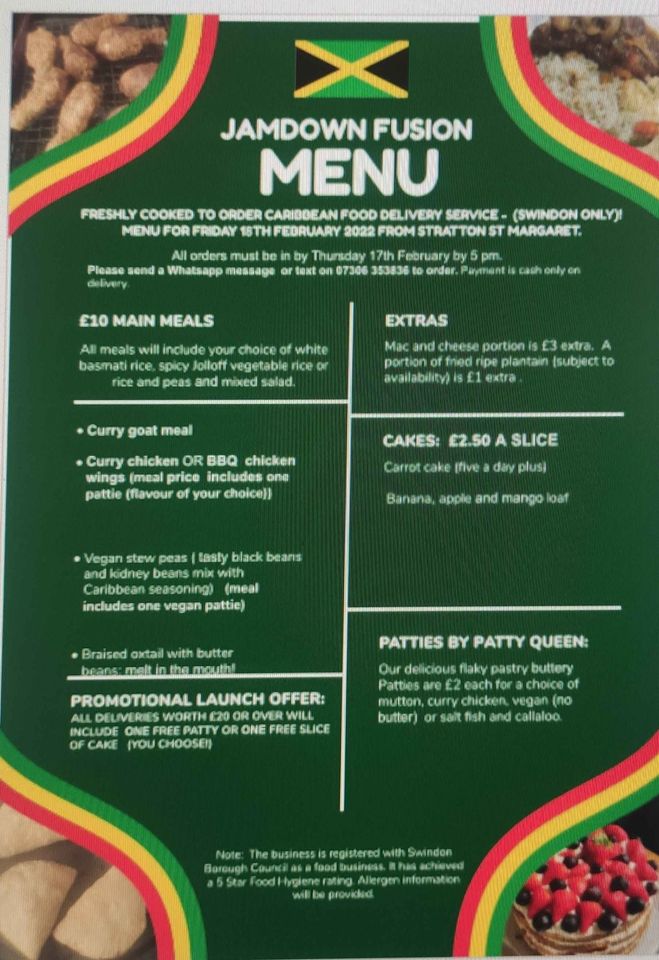 JAMDOWN FUSION
MENU
FRESHLY COOKED TO ORDER CARIBBEAN FOOD DELIVERY SERVICE - (SWINDON ONLY)!
MENU FOR FRIDAY 18TH FEBRUARY 2022 FROM STRATTON ST MARGARET.
All orders must be in by Thursday 17th February by 5 pm.
Please send a Whatsapp message or text on 07306 353836 to order. Payment is cash only on
delivery.
£10 MAIN MEALS
All meals will include your choice of white
basmati rice, spicy Jolloff vegetable rice or
rice and peas and mixed salad.
• Curry goat meal
• Curry chicken OR BBQ chicken
wings (meal price includes one
pattie (flavour of your choice))
• Vegan stew peas ( tasty black beans
and kidney beans mix with
Caribbean seasoning) (meal
includes one vegan pattie)
• Braised oxtail with butter
beans: melt in the mouth!
PROMOTIONAL LAUNCH OFFER:
ALL DELIVERIES WORTH £20 OR OVER WILL
INCLUDE ONE FREE PATTY OR ONE FREE SLICE
OF CAKE (YOU CHOOSE!)
EXTRAS
Mac and cheese portion is £3 extra. A
portion of fried ripe plantain (subject to
availability) is £1 extra .
CAKES: £2.50 A SLICE
Carrot cake (five a day plus)
Banana, apple and mango loaf
PATTIES BY PATTY QUEEN:
Our delicious flaky pastry buttery
Patties are £2 each for a choice of
mutton, curry chicken, vegan (no
butter) or salt fish and callaloo.
Note: The business is registered with Swindon
Borough Council as a food business. It has achieved
a 5 Star Food Hygiene rating. Allergen information
will be provided.